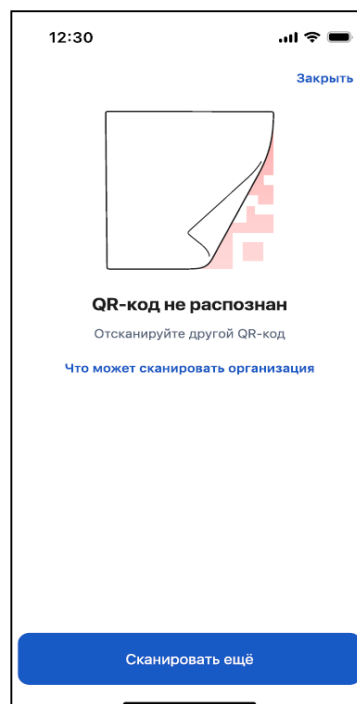 12:30
Закрыть
QR-код не распознан
Отсканируйте другой QR-код
Что может сканировать организация
Сканировать ещё